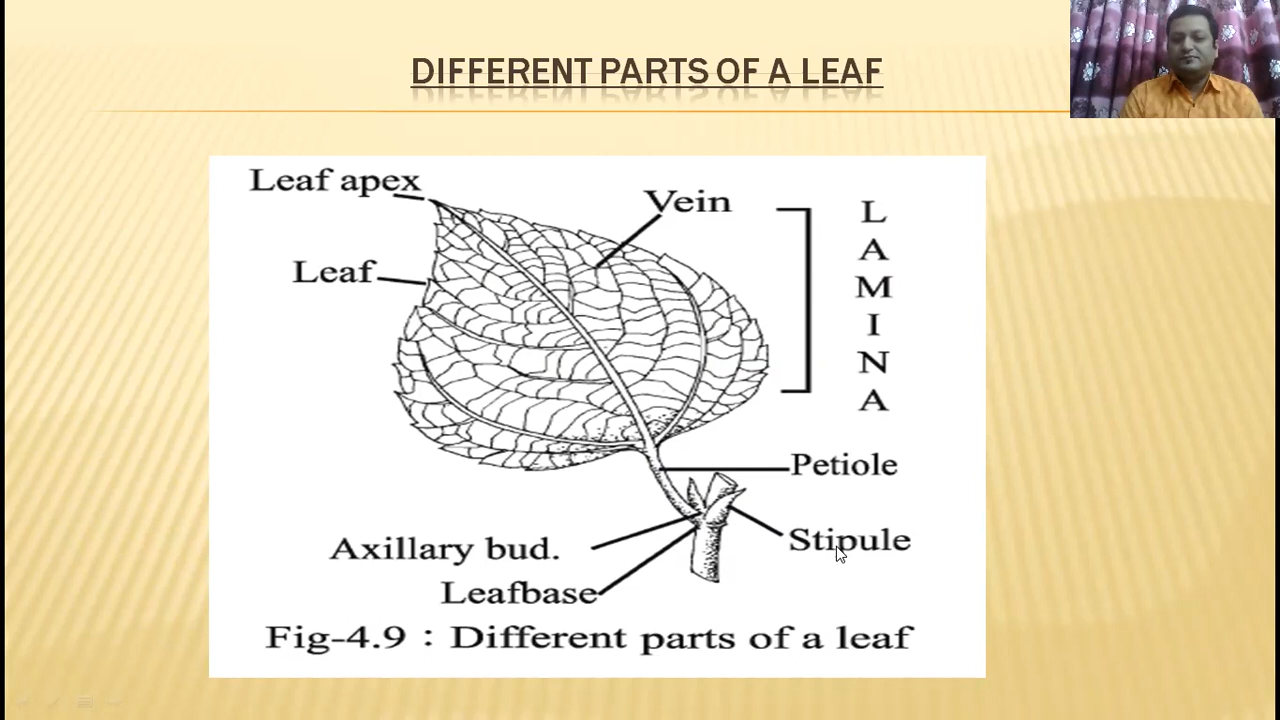 DIFFERENT PARTS OF A LEAF
Leaf apex
Vein
Leaf
L
A
M
I
N
A
Petiole
Axillary bud.
Stipule
Leafbase
Fig-4.9 : Different parts of a leaf